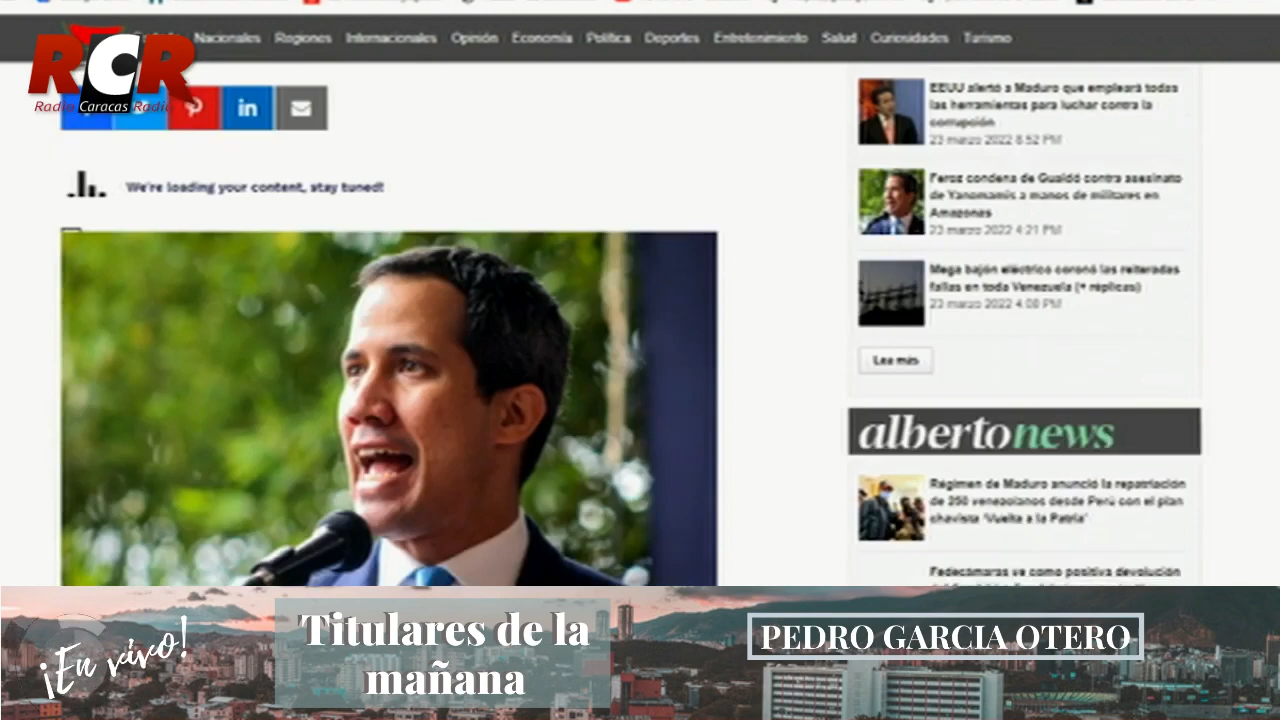 Nacionales Regiones Internacionales Opinión Economía Política Deportes Entretenimiento Salud Curiosidades Turismo
RCR
Radio Caracas Radio
We're loading your content, stay tuned!
EEUU alertó a Maduro que empleará todas
las herramientas para luchar contra la
corrupción
23 marzo 2022 8:52 PM
Feroz condena de Guaidó contra asesinato
de Yanomamis a manos de militares en
Amazonas
23 marzo 2022 4:21 PM
Mega bajón eléctrico coronó las reiteradas
fallas en toda Venezuela (+ réplicas)
23 marzo 2022 4:08 PM
Lea más
albertonews
Régimen de Maduro anunció la repatriación
de 250 venezolanos desde Perú con el plan
chavista 'Vuelta a la Patria'
Fedecámaras ve como positiva devolución
¡En vivo!
Titulares de la
mañana
PEDRO GARCIA OTERO